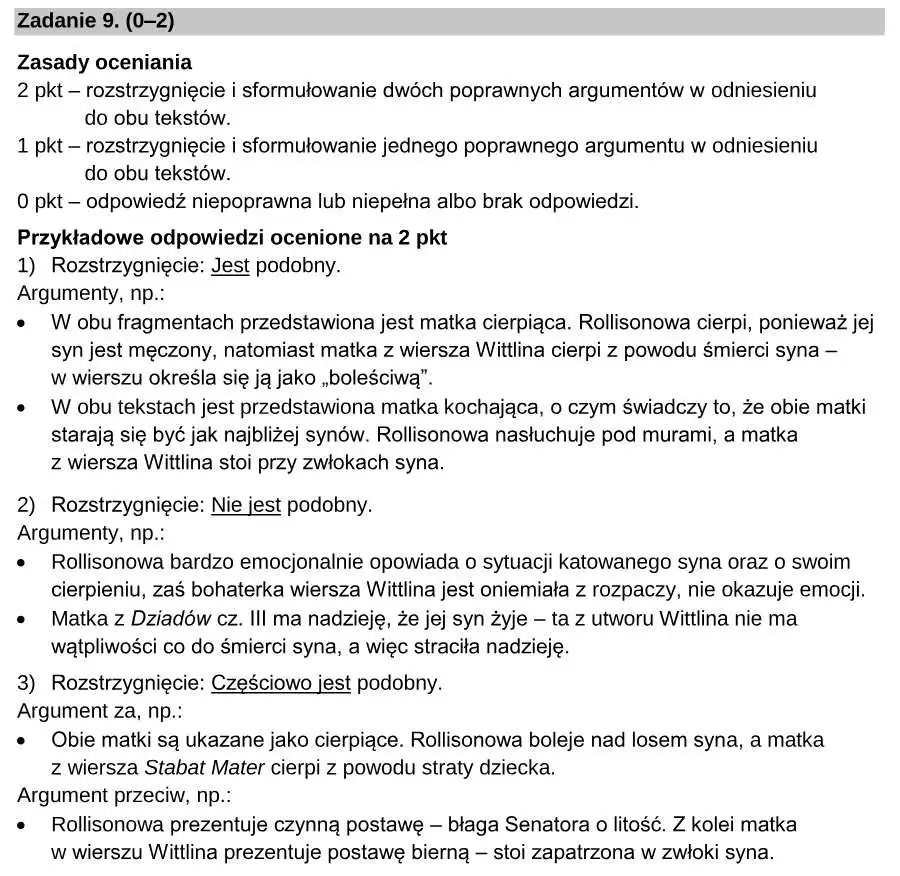 Zadanie 9. (0–2)
Zasady oceniania
2 pkt – rozstrzygnięcie i sformułowanie dwóch poprawnych argumentów w odniesieniu
do obu tekstów.
1 pkt – rozstrzygnięcie i sformułowanie jednego poprawnego argumentu w odniesieniu
do obu tekstów.
0 pkt – odpowiedź niepoprawna lub niepełna albo brak odpowiedzi.
Przykładowe odpowiedzi ocenione na 2 pkt
1) Rozstrzygnięcie: Jest podobny.
Argumenty, np.:
• W obu fragmentach przedstawiona jest matka cierpiąca. Rollisonowa cierpi, ponieważ jej
syn jest męczony, natomiast matka z wiersza Wittlina cierpi z powodu śmierci syna –
w wierszu określa się ją jako „boleściwą”.
• W obu tekstach jest przedstawiona matka kochająca, o czym świadczy to, że obie matki
starają się być jak najbliżej synów. Rollisonowa nasłuchuje pod murami, a matka
z wiersza Wittlina stoi przy zwłokach syna.
2) Rozstrzygnięcie: Nie jest podobny.
Argumenty, np.:
• Rollisonowa bardzo emocjonalnie opowiada o sytuacji katowanego syna oraz o swoim
cierpieniu, zaś bohaterka wiersza Wittlina jest oniemiała z rozpaczy, nie okazuje emocji.
• Matka z Dziadów cz. III ma nadzieję, że jej syn żyje – ta z utworu Wittlina nie ma
wątpliwości co do śmierci syna, a więc straciła nadzieję.
3) Rozstrzygnięcie: Częściowo jest podobny.
Argument za, np.:
• Obie matki są ukazane jako cierpiące. Rollisonowa boleje nad losem syna, a matka
z wiersza Stabat Mater cierpi z powodu straty dziecka.
Argument przeciw, np.:
• Rollisonowa prezentuje czynną postawę – błaga Senatora o litość. Z kolei matka
w wierszu Wittlina prezentuje postawę bierną – stoi zapatrzona w zwłoki syna.